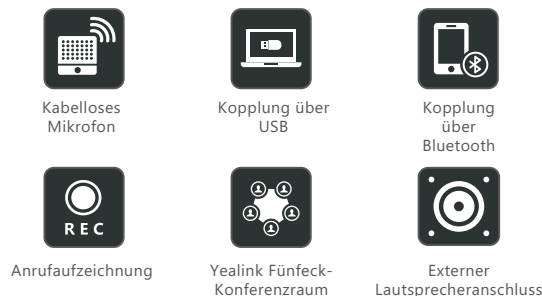 Kabelloses
Mikrofon
Kopplung über
USB
Kopplung
über
Bluetooth
REC
Anrufaufzeichnung
Yealink Fünfeck-
Konferenzraum
Externer
Lautsprecheranschluss